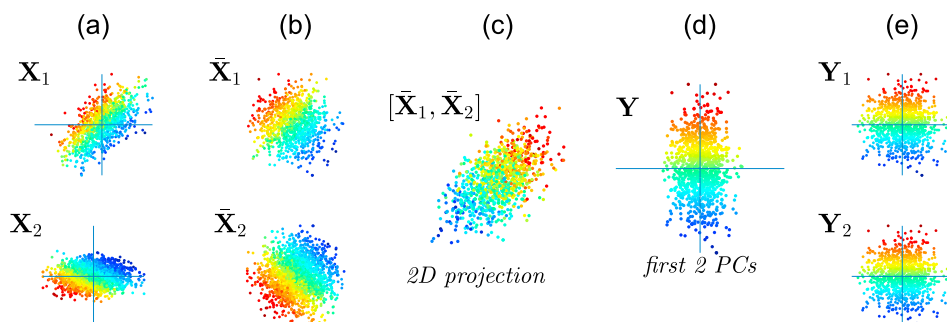 (a) (b) (c) (d) (e)
X₁ X̄₁ [X̄₁, X̄₂] Y Y₁
X₂ X̄₂ Y₂
2D projection first 2 PCs